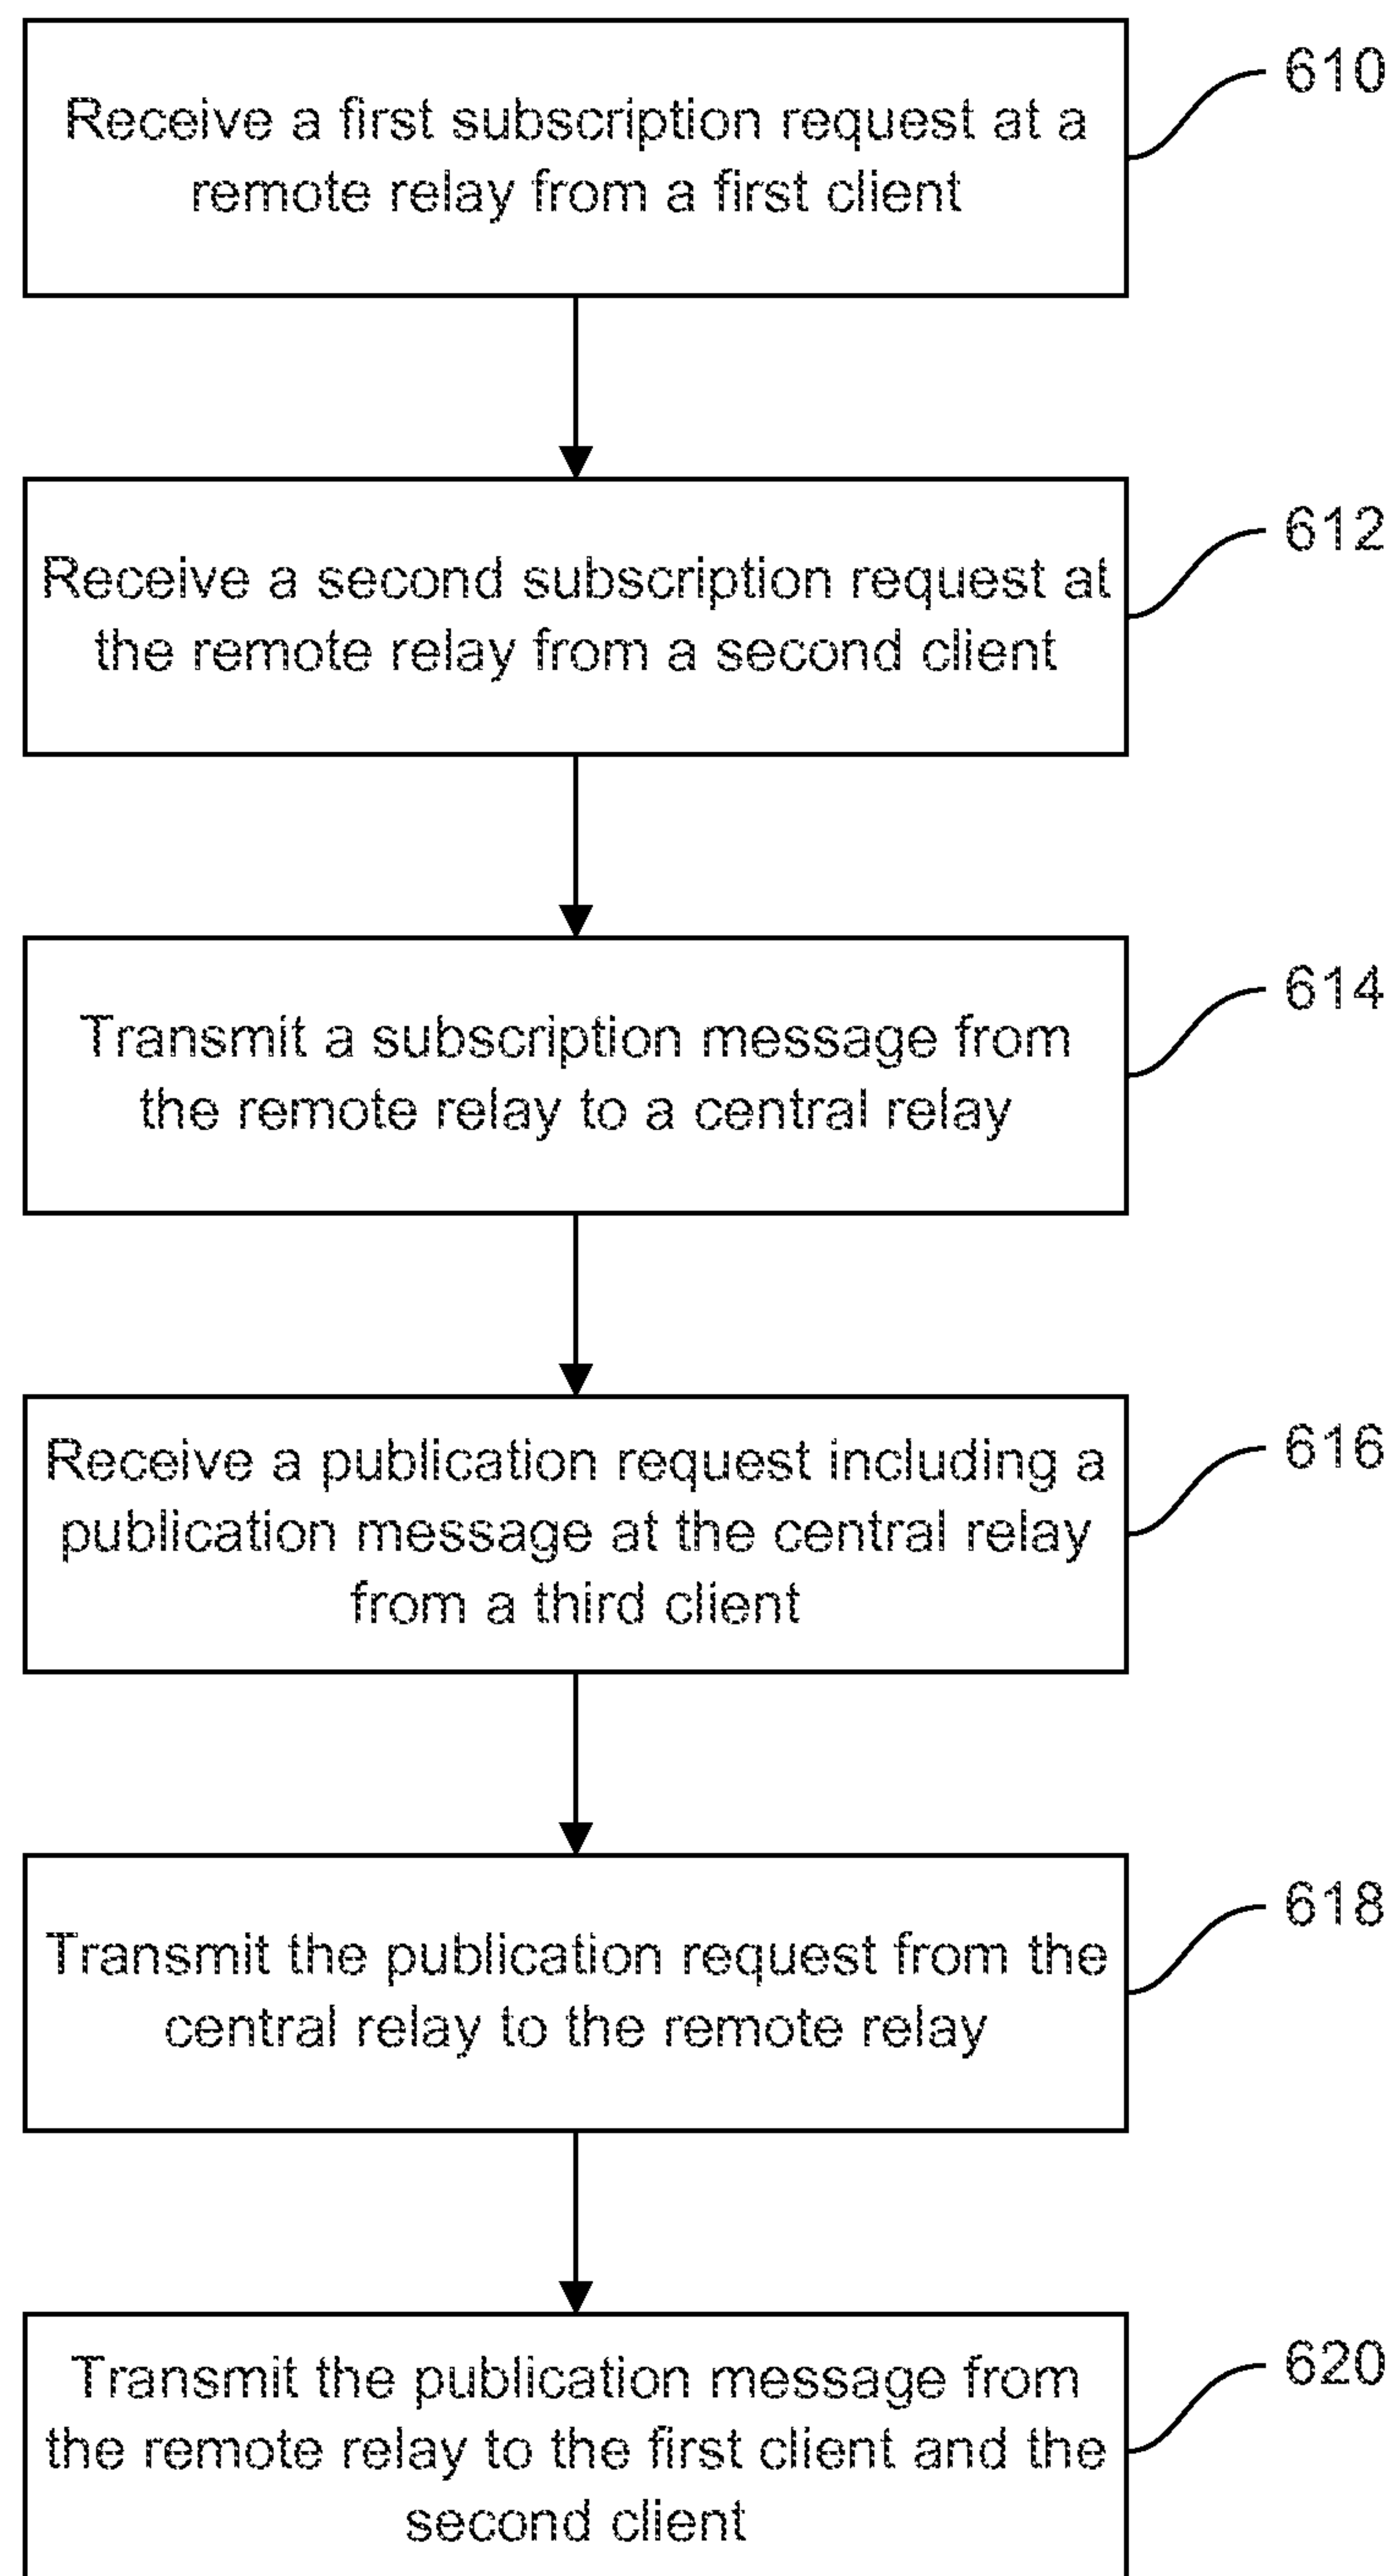 Receive a first subscription request at a
remote relay from a first client
610
Receive a second subscription request at
the remote relay from a second client
612
Transmit a subscription message from
the remote relay to a central relay
614
Receive a publication request including a
publication message at the central relay
from a third client
616
Transmit the publication request from the
central relay to the remote relay
618
Transmit the publication message from
the remote relay to the first client and the
second client
620